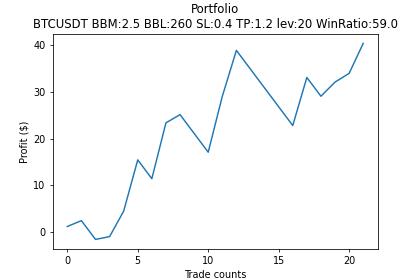 Portfolio
BTCUSDT BBM:2.5 BBL:260 SL:0.4 TP:1.2 lev:20 WinRatio:59.0
40
30
20
10
0
Profit ($)
0 5 10 15 20
Trade counts